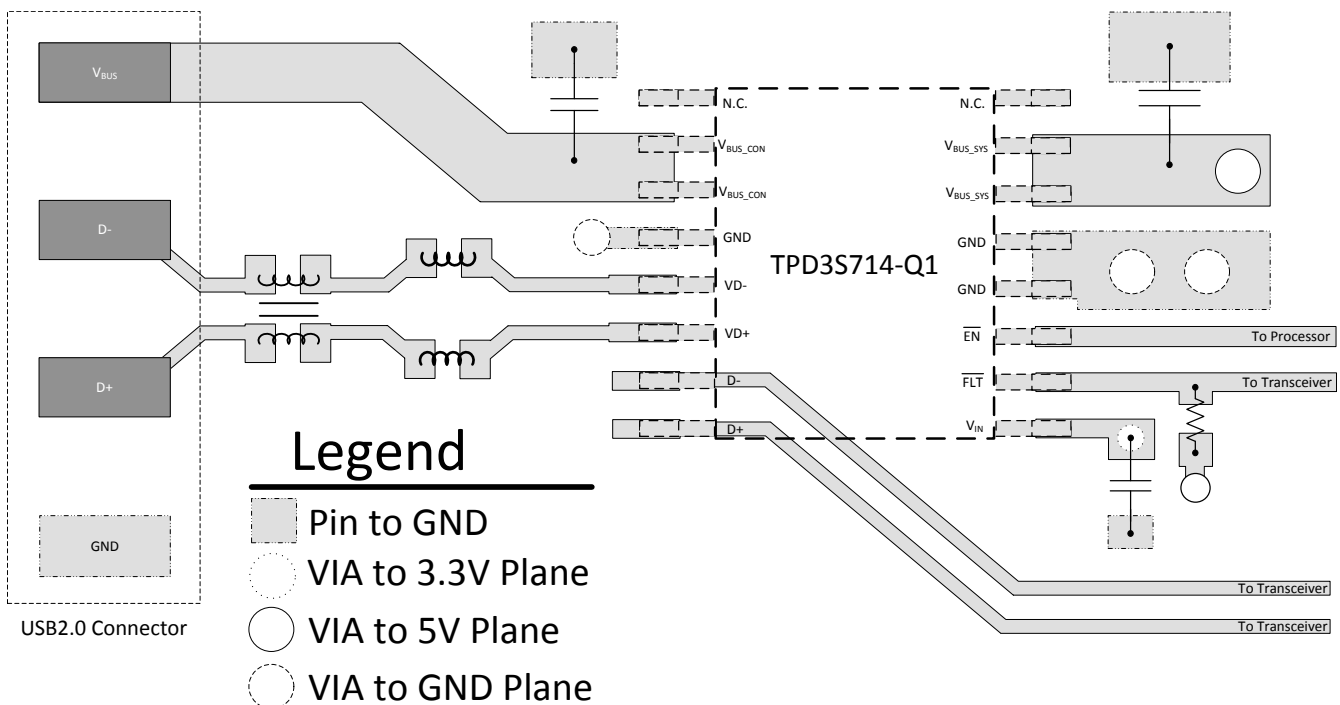 V_BUS
D-
D+
GND
USB2.0 Connector
N.C.
V_BUS_CON
V_BUS_CON
GND
VD-
VD+
D-
D+
TPD3S714-Q1
N.C.
V_BUS_SYS
V_BUS_SYS
GND
GND
EN
FLT
V_IN
To Processor
To Transceiver
To Transceiver
To Transceiver
Legend
Pin to GND
VIA to 3.3V Plane
VIA to 5V Plane
VIA to GND Plane